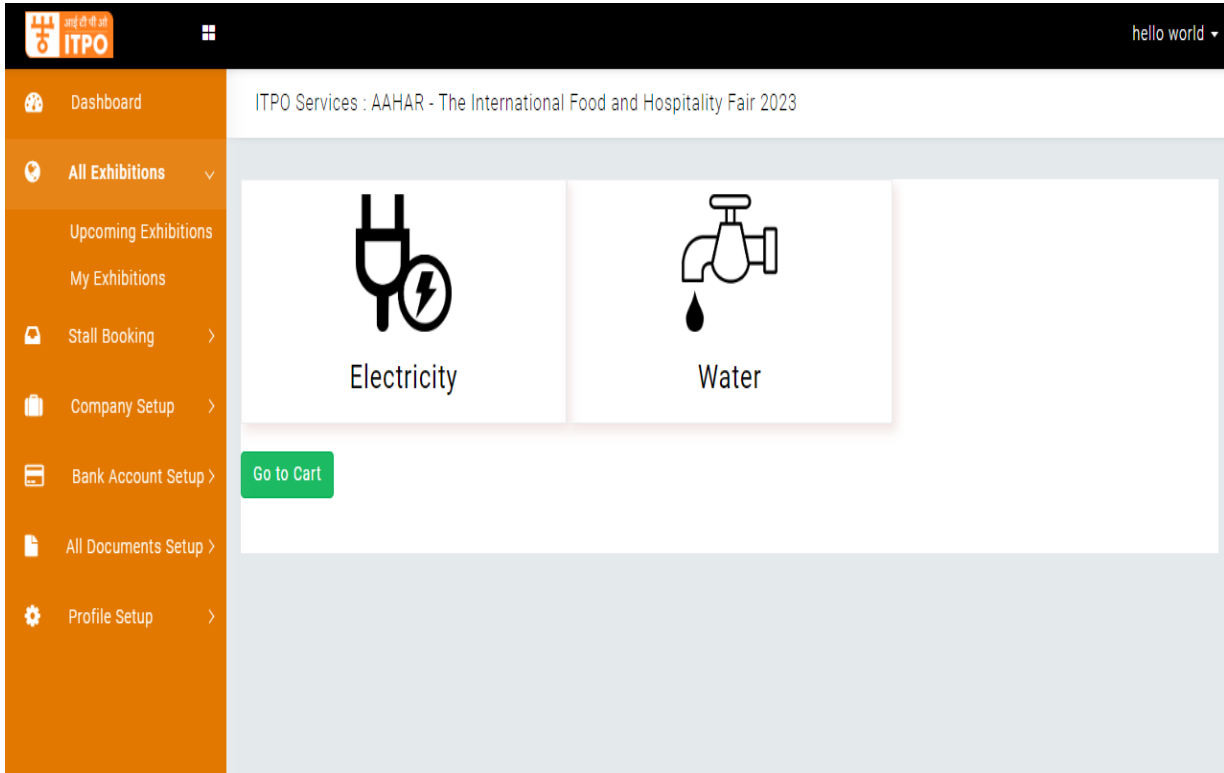 आई टी पी ओ
ITPO
hello world
Dashboard
ITPO Services : AAHAR - The International Food and Hospitality Fair 2023
All Exhibitions
Upcoming Exhibitions
My Exhibitions
Stall Booking
Company Setup
Bank Account Setup
All Documents Setup
Profile Setup
Electricity
Water
Go to Cart